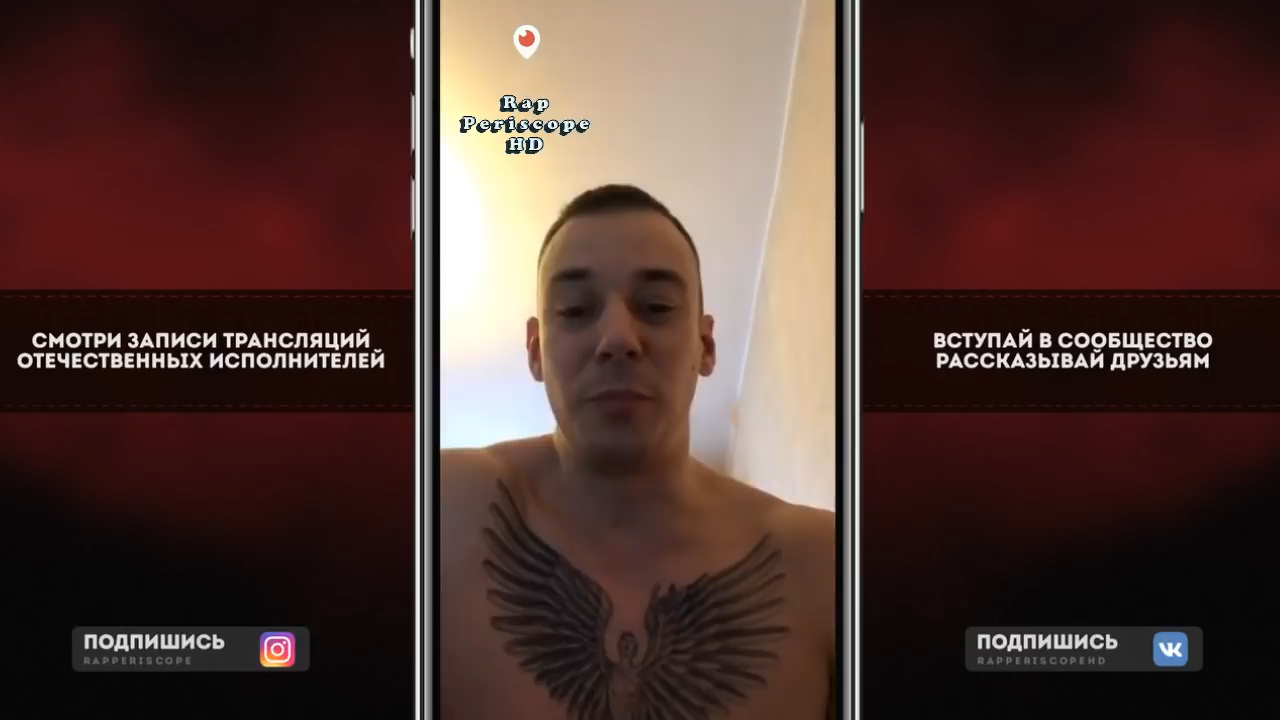 Rap
Periscope
HD
СМОТРИ ЗАПИСИ ТРАНСЛЯЦИЙ
ОТЕЧЕСТВЕННЫХ ИСПОЛНИТЕЛЕЙ
ВСТУПАЙ В СООБЩЕСТВО
РАССКАЗЫВАЙ ДРУЗЬЯМ
ПОДПИШИСЬ
RAPPERISCOPE
ПОДПИШИСЬ
RAPPERISCOPEHD